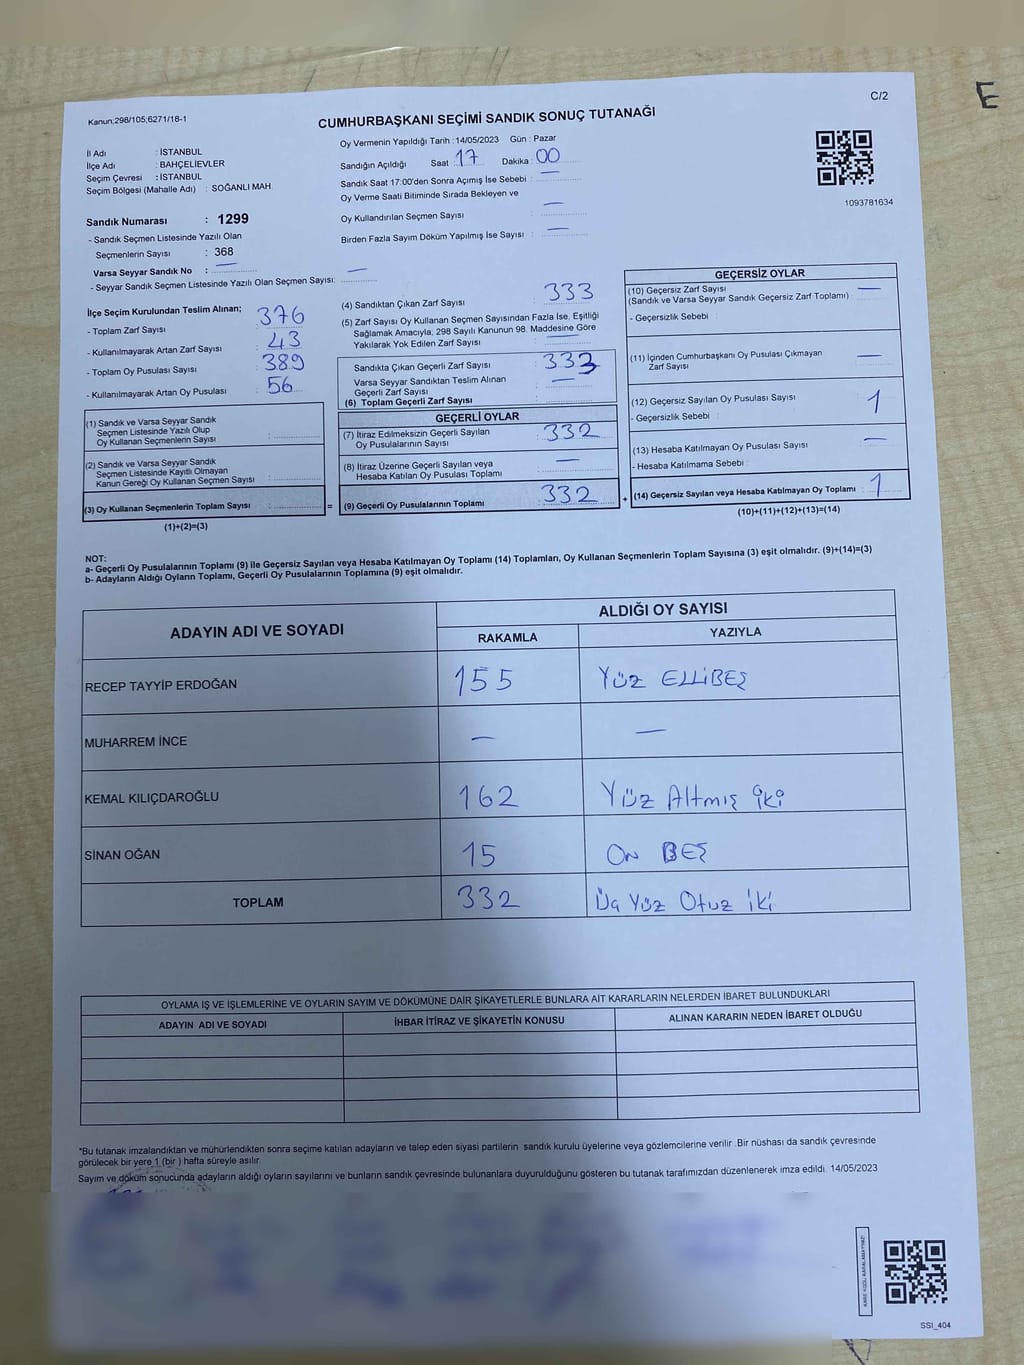 E
C/2
Kanun;298/105;6271/18-1
CUMHURBAŞKANI SEÇİMİ SANDIK SONUÇ TUTANAĞI
Oy Vermenin Yapıldığı Tarih : 14/05/2023 Gün : Pazar
İl Adı : İSTANBUL
İlçe Adı : BAHÇELİEVLER
Seçim Çevresi : İSTANBUL
Seçim Bölgesi (Mahalle Adı) : SOĞANLI MAH.
Sandığın Açıldığı Saat : 17 Dakika : 00
Sandık Saat 17:00'den Sonra Açımış İse Sebebi : —
Oy Verme Saati Bitiminde Sırada Bekleyen ve
Oy Kullandırılan Seçmen Sayısı : —
Birden Fazla Sayım Döküm Yapılmış İse Sayısı : —
1093781634
Sandık Numarası : 1299
- Sandık Seçmen Listesinde Yazılı Olan
Seçmenlerin Sayısı : 368
Varsa Seyyar Sandık No : —
- Seyyar Sandık Seçmen Listesinde Yazılı Olan Seçmen Sayısı: —
İlçe Seçim Kurulundan Teslim Alınan;
- Toplam Zarf Sayısı : 376
- Kullanılmayarak Artan Zarf Sayısı : 43
- Toplam Oy Pusulası Sayısı : 389
- Kullanılmayarak Artan Oy Pusulası : 56
(1) Sandık ve Varsa Seyyar Sandık
Seçmen Listesinde Yazılı Olup
Oy Kullanan Seçmenlerin Sayısı :
(2) Sandık ve Varsa Seyyar Sandık
Seçmen Listesinde Kayıtlı Olmayan
Kanun Gereği Oy Kullanan Seçmen Sayısı :
(3) Oy Kullanan Seçmenlerin Toplam Sayısı :
(1)+(2)=(3)
=
(4) Sandıktan Çıkan Zarf Sayısı : 333
(5) Zarf Sayısı Oy Kullanan Seçmen Sayısından Fazla İse, Eşitliği
Sağlamak Amacıyla; 298 Sayılı Kanunun 98. Maddesine Göre
Yakılarak Yok Edilen Zarf Sayısı : —
Sandıkta Çıkan Geçerli Zarf Sayısı : 333
Varsa Seyyar Sandıktan Teslim Alınan
Geçerli Zarf Sayısı : —
(6) Toplam Geçerli Zarf Sayısı :
GEÇERLİ OYLAR
(7) İtiraz Edilmeksizin Geçerli Sayılan
Oy Pusulalarının Sayısı : 332
(8) İtiraz Üzerine Geçerli Sayılan veya
Hesaba Katılan Oy Pusulası Toplamı : —
(9) Geçerli Oy Pusulalarının Toplamı : 332
+
GEÇERSİZ OYLAR
(10) Geçersiz Zarf Sayısı
(Sandık ve Varsa Seyyar Sandık Geçersiz Zarf Toplamı) : —
- Geçersizlik Sebebi :
(11) İçinden Cumhurbaşkanı Oy Pusulası Çıkmayan
Zarf Sayısı : —
(12) Geçersiz Sayılan Oy Pusulası Sayısı : 1
- Geçersizlik Sebebi :
(13) Hesaba Katılmayan Oy Pusulası Sayısı : —
- Hesaba Katılmama Sebebi :
(14) Geçersiz Sayılan veya Hesaba Katılmayan Oy Toplamı : 1
(10)+(11)+(12)+(13)=(14)
NOT:
a- Geçerli Oy Pusulalarının Toplamı (9) ile Geçersiz Sayılan veya Hesaba Katılmayan Oy Toplamı (14) Toplamları, Oy Kullanan Seçmenlerin Toplam Sayısına (3) eşit olmalıdır. (9)+(14)=(3)
b- Adayların Aldığı Oyların Toplamı, Geçerli Oy Pusulalarının Toplamına (9) eşit olmalıdır.
ADAYIN ADI VE SOYADI
ALDIĞI OY SAYISI
RAKAMLA YAZIYLA
RECEP TAYYİP ERDOĞAN 155 Yüz ELLİBEŞ
MUHARREM İNCE — —
KEMAL KILIÇDAROĞLU 162 Yüz Altmış iki
SİNAN OĞAN 15 On BEŞ
TOPLAM 332 Üç Yüz Otuz iki
OYLAMA İŞ VE İŞLEMLERİNE VE OYLARIN SAYIM VE DÖKÜMÜNE DAİR ŞİKAYETLERLE BUNLARA AİT KARARLARIN NELERDEN İBARET BULUNDUKLARI
ADAYIN ADI VE SOYADI İHBAR İTİRAZ VE ŞİKAYETİN KONUSU ALINAN KARARIN NEDEN İBARET OLDUĞU
*Bu tutanak imzalandıktan ve mühürlendikten sonra seçime katılan adayların ve talep eden siyasi partilerin sandık kurulu üyelerine veya gözlemcilerine verilir .Bir nüshası da sandık çevresinde
görülecek bir yere 1 (bir ) hafta süreyle asılır.
Sayım ve döküm sonucunda adayların aldığı oyların sayılarını ve bunların sandık çevresinde bulunanlara duyurulduğunu gösteren bu tutanak tarafımızdan düzenlenerek imza edildi. 14/05/2023
SSI_404